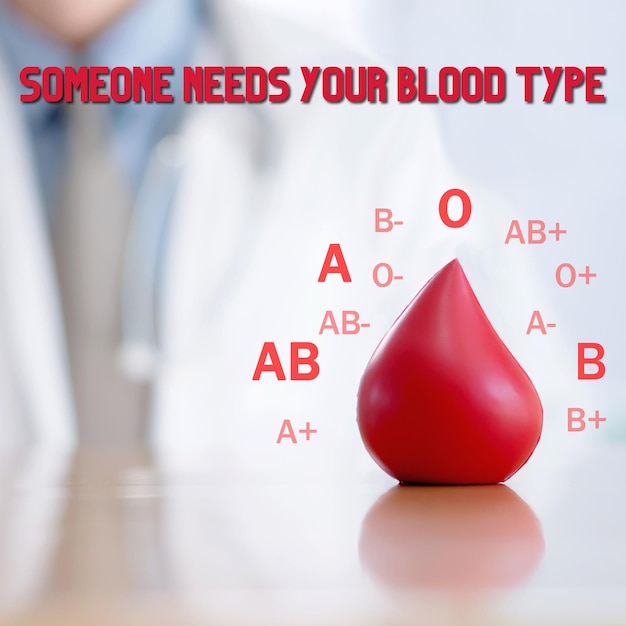 SOMEONE NEEDS YOUR BLOOD TYPE
O
B-
AB+
A
O-
O+
AB-
A-
AB
B
A+
B+